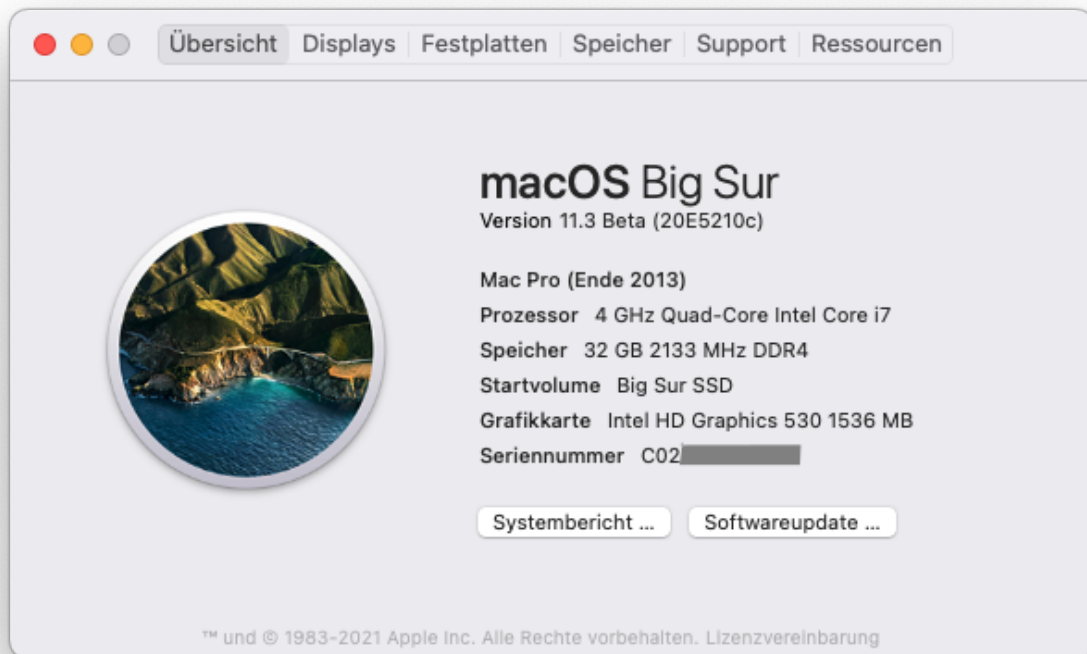 Übersicht Displays Festplatten Speicher Support Ressourcen
macOS Big Sur
Version 11.3 Beta (20E5210c)
Mac Pro (Ende 2013)
Prozessor 4 GHz Quad-Core Intel Core i7
Speicher 32 GB 2133 MHz DDR4
Startvolume Big Sur SSD
Grafikkarte Intel HD Graphics 530 1536 MB
Seriennummer C02
Systembericht ... Softwareupdate ...
™ und © 1983-2021 Apple Inc. Alle Rechte vorbehalten. Lizenzvereinbarung